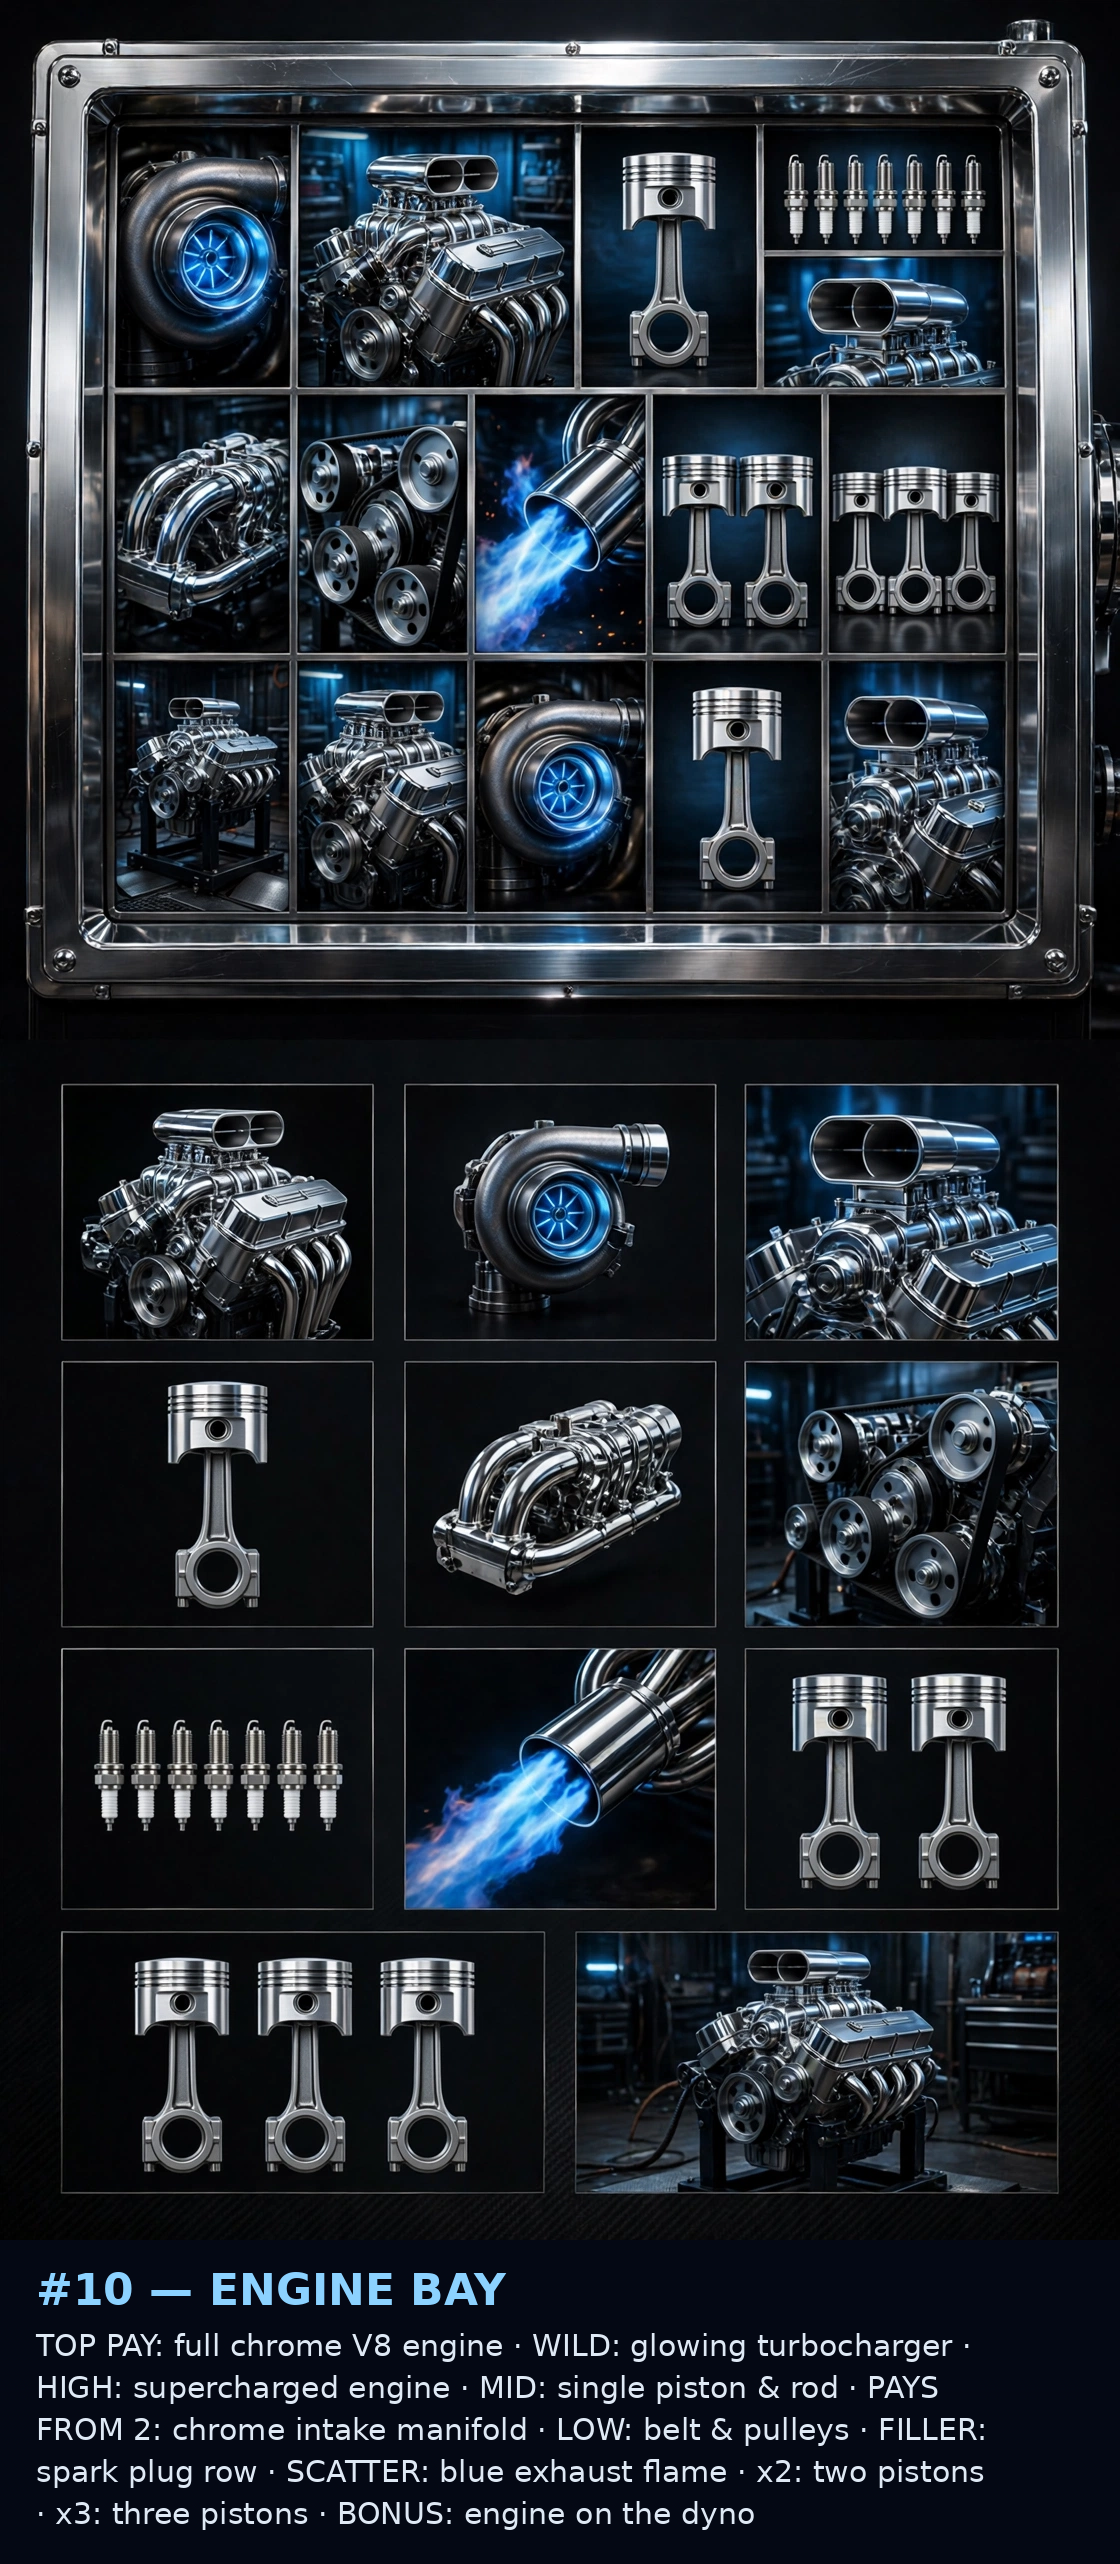 #10 — ENGINE BAY
TOP PAY: full chrome V8 engine · WILD: glowing turbocharger ·
HIGH: supercharged engine · MID: single piston & rod · PAYS
FROM 2: chrome intake manifold · LOW: belt & pulleys · FILLER:
spark plug row · SCATTER: blue exhaust flame · x2: two pistons
· x3: three pistons · BONUS: engine on the dyno